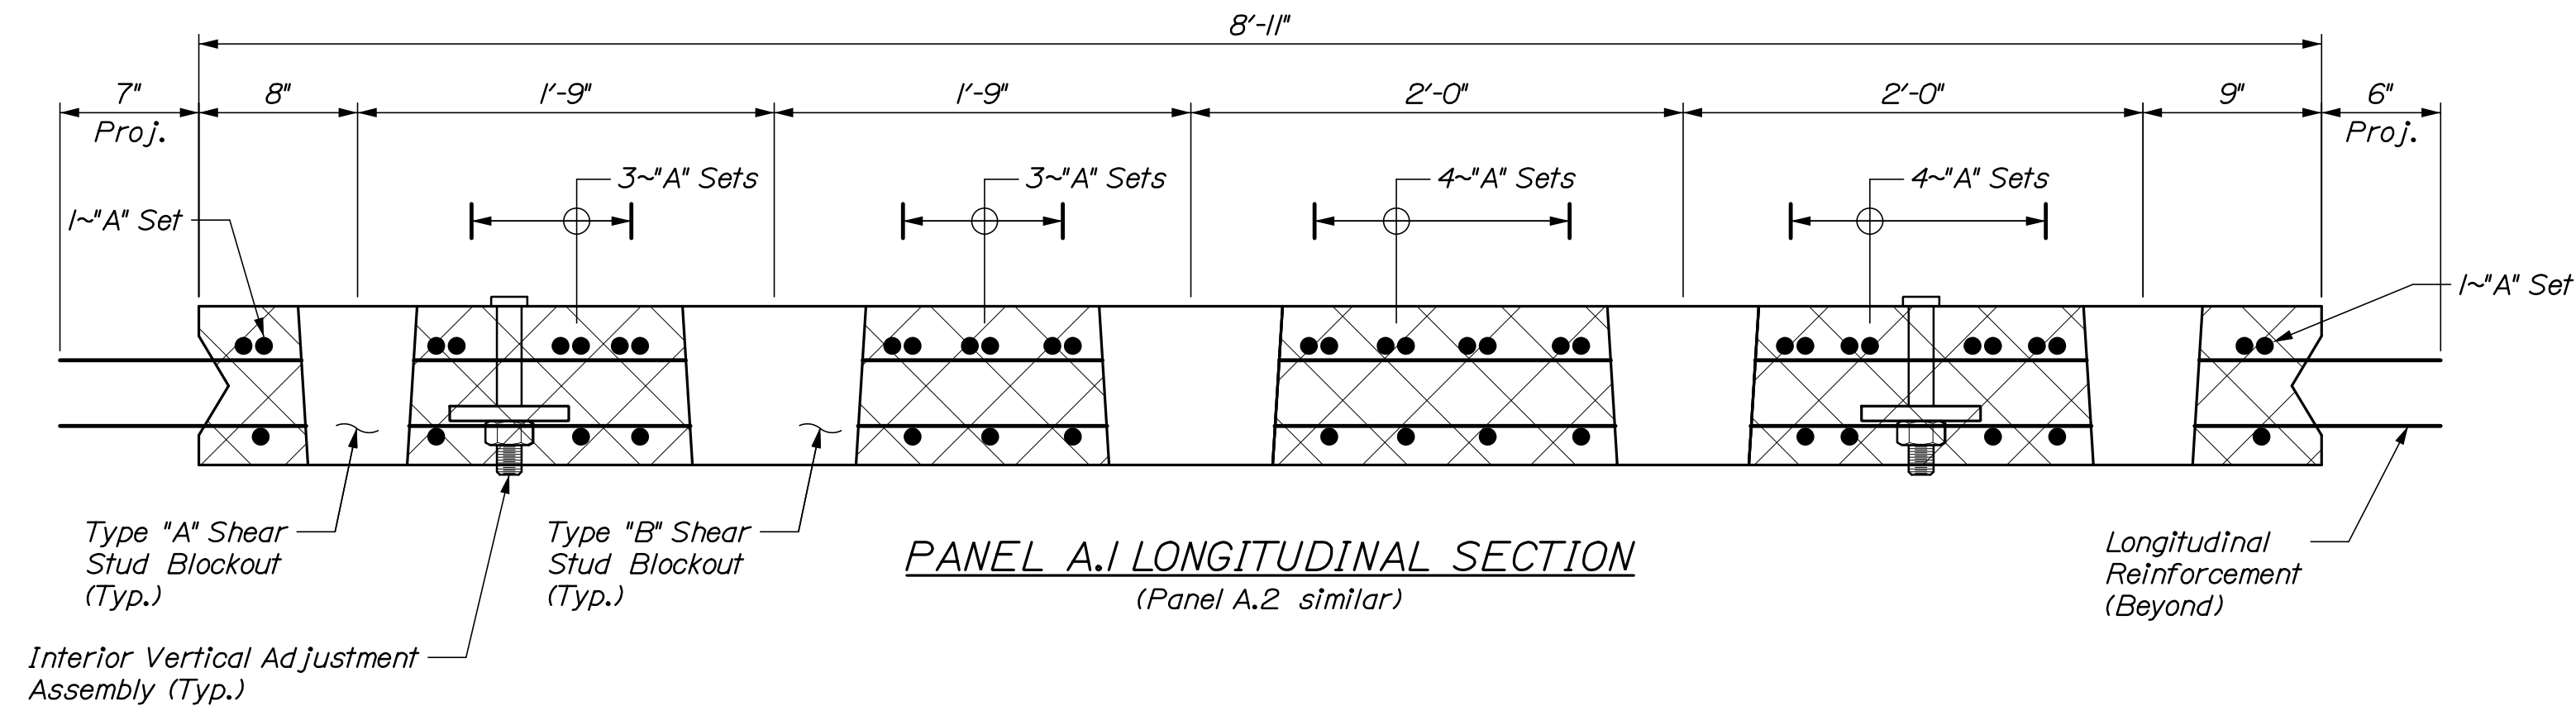 8'-11"
7"
8"
1'-9"
1'-9"
2'-0"
2'-0"
9"
6"
Proj.
Proj.
3~"A" Sets
3~"A" Sets
4~"A" Sets
4~"A" Sets
1~"A" Set
1~"A" Set
Type "A" Shear
Stud Blockout
(Typ.)
Type "B" Shear
Stud Blockout
(Typ.)
PANEL A.1 LONGITUDINAL SECTION
(Panel A.2 similar)
Longitudinal
Reinforcement
(Beyond)
Interior Vertical Adjustment
Assembly (Typ.)